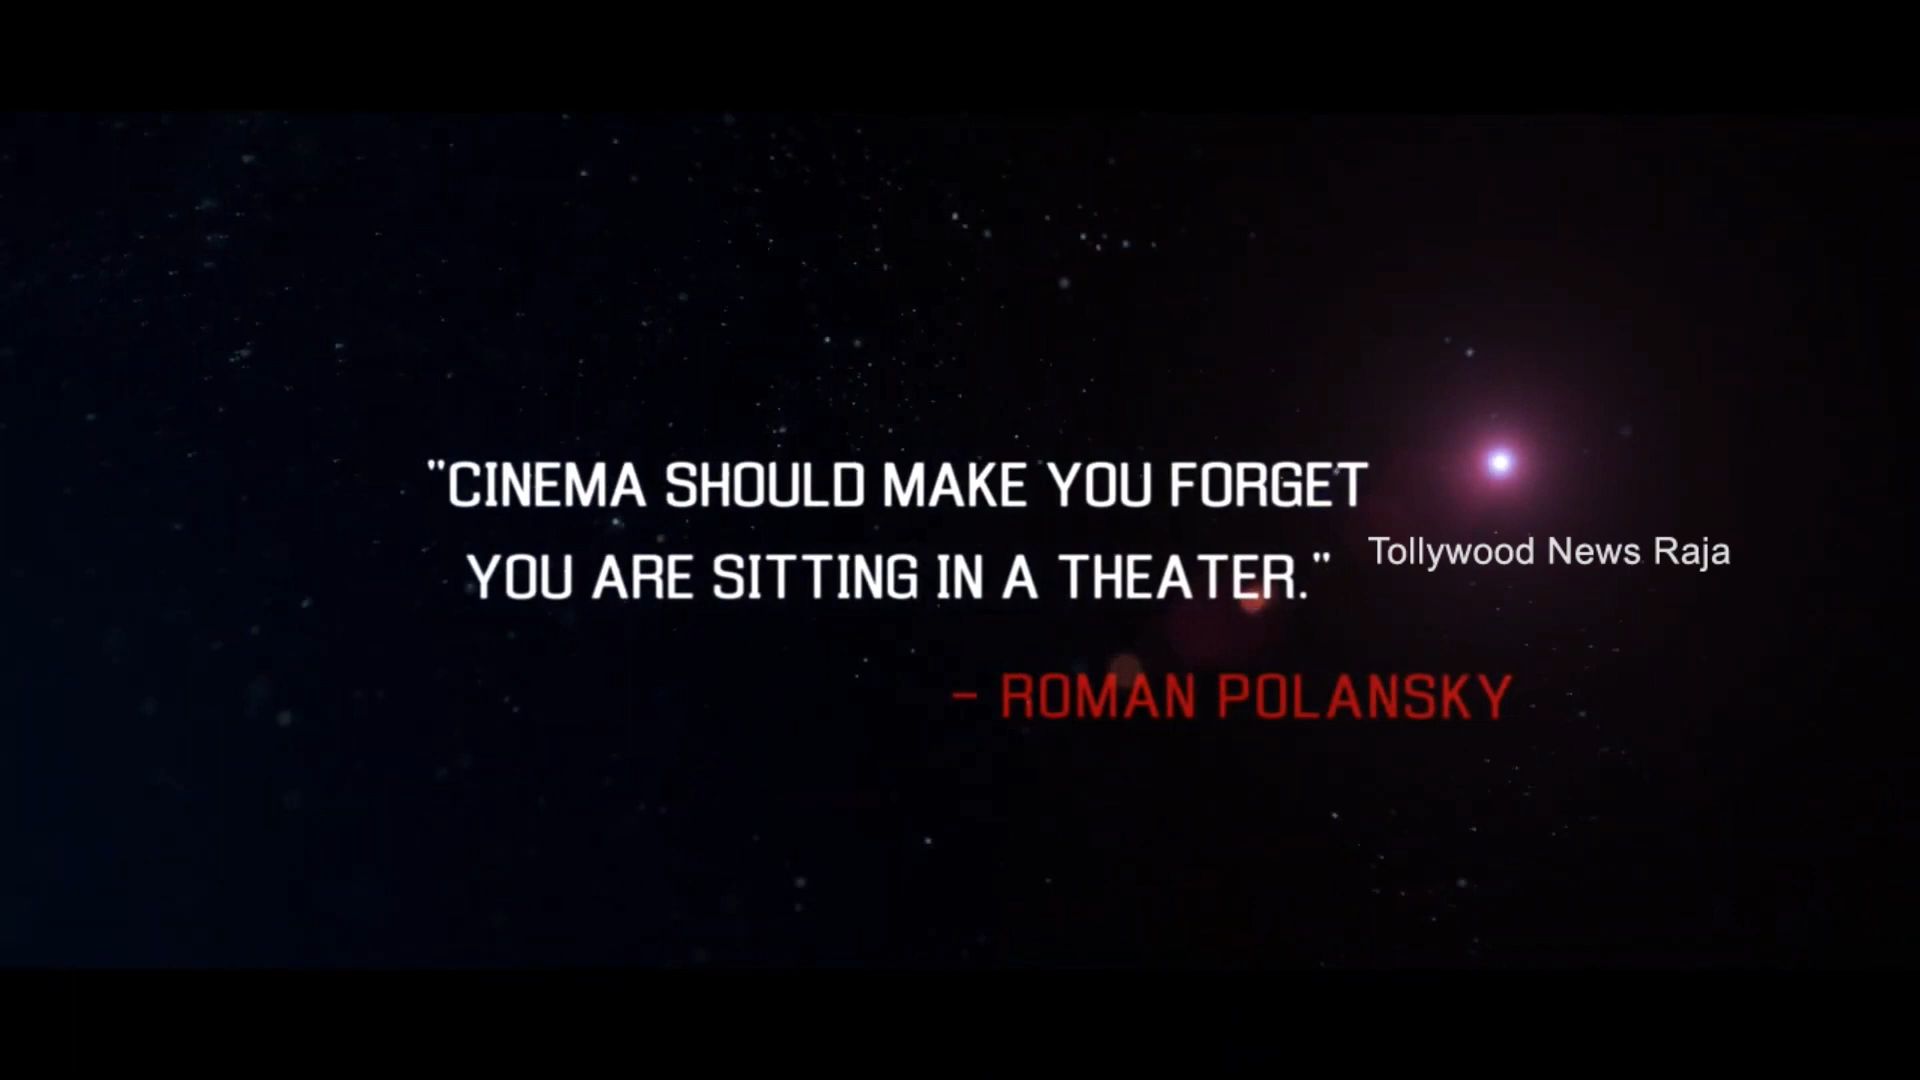 "CINEMA SHOULD MAKE YOU FORGET
YOU ARE SITTING IN A THEATER."
Tollywood News Raja
– ROMAN POLANSKY